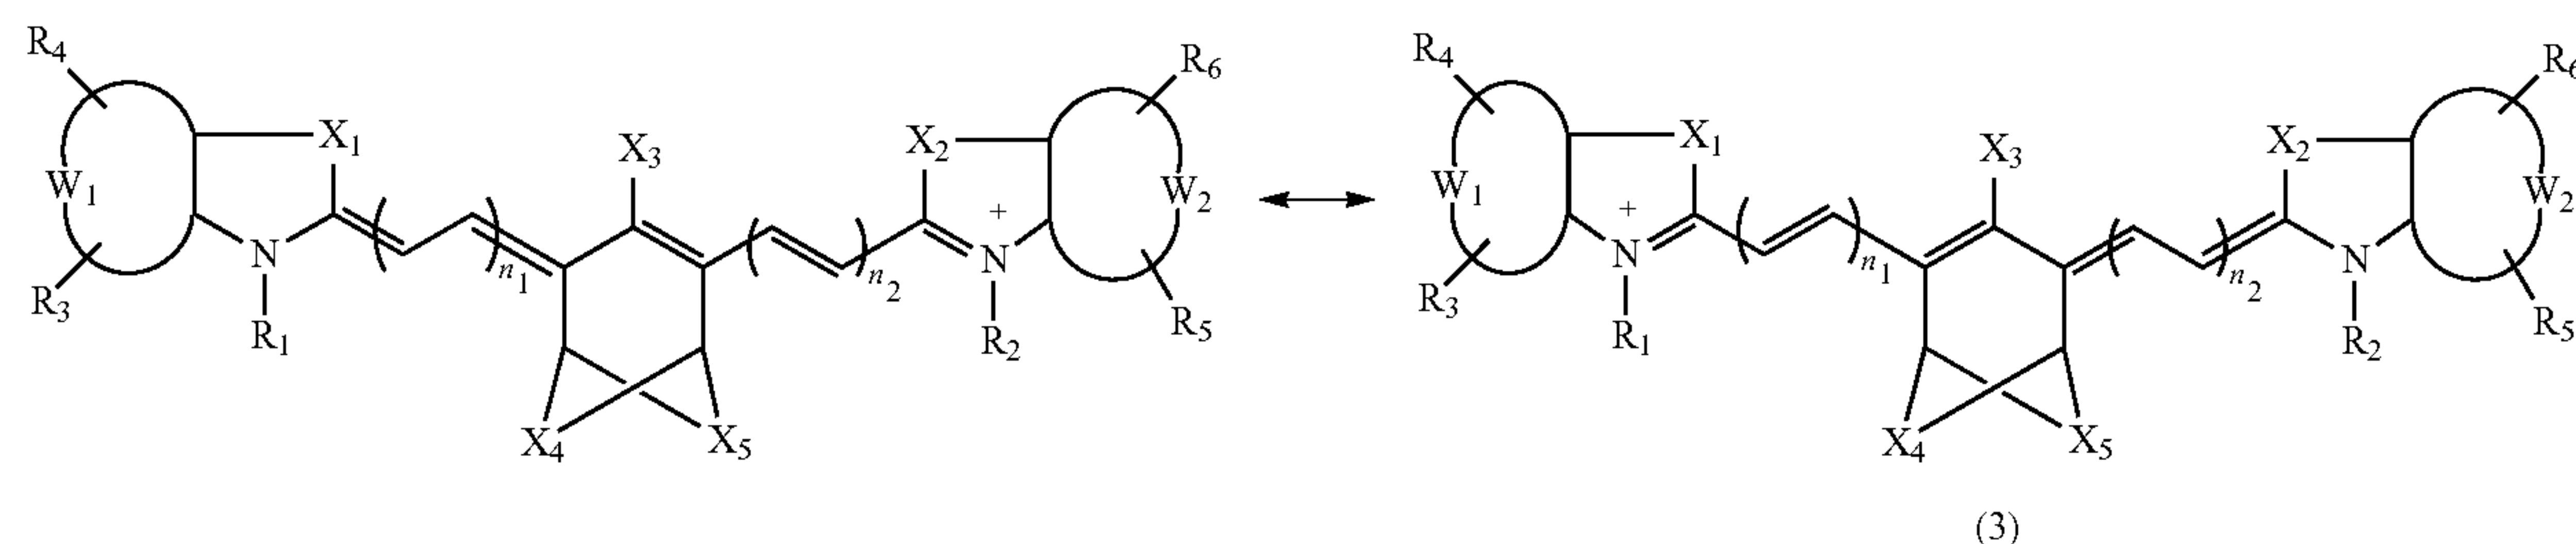 R4 R6 R4 R6
X1 X3 X2 X1 X3 X2
W1 + W2 W1 + W2
( )n1 ( )n2 ( )n1 ( )n2
N N N N
R3 R1 R2 R5 R3 R1 R2 R5
X4 X5 X4 X5
(3)